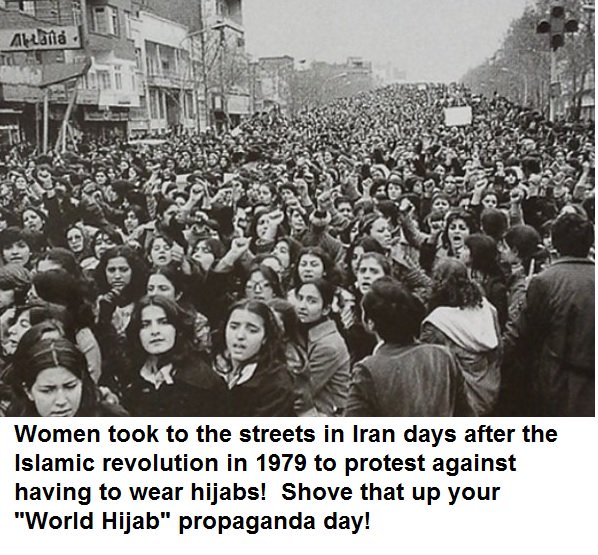 Women took to the streets in Iran days after the
Islamic revolution in 1979 to protest against
having to wear hijabs!  Shove that up your
"World Hijab" propaganda day!